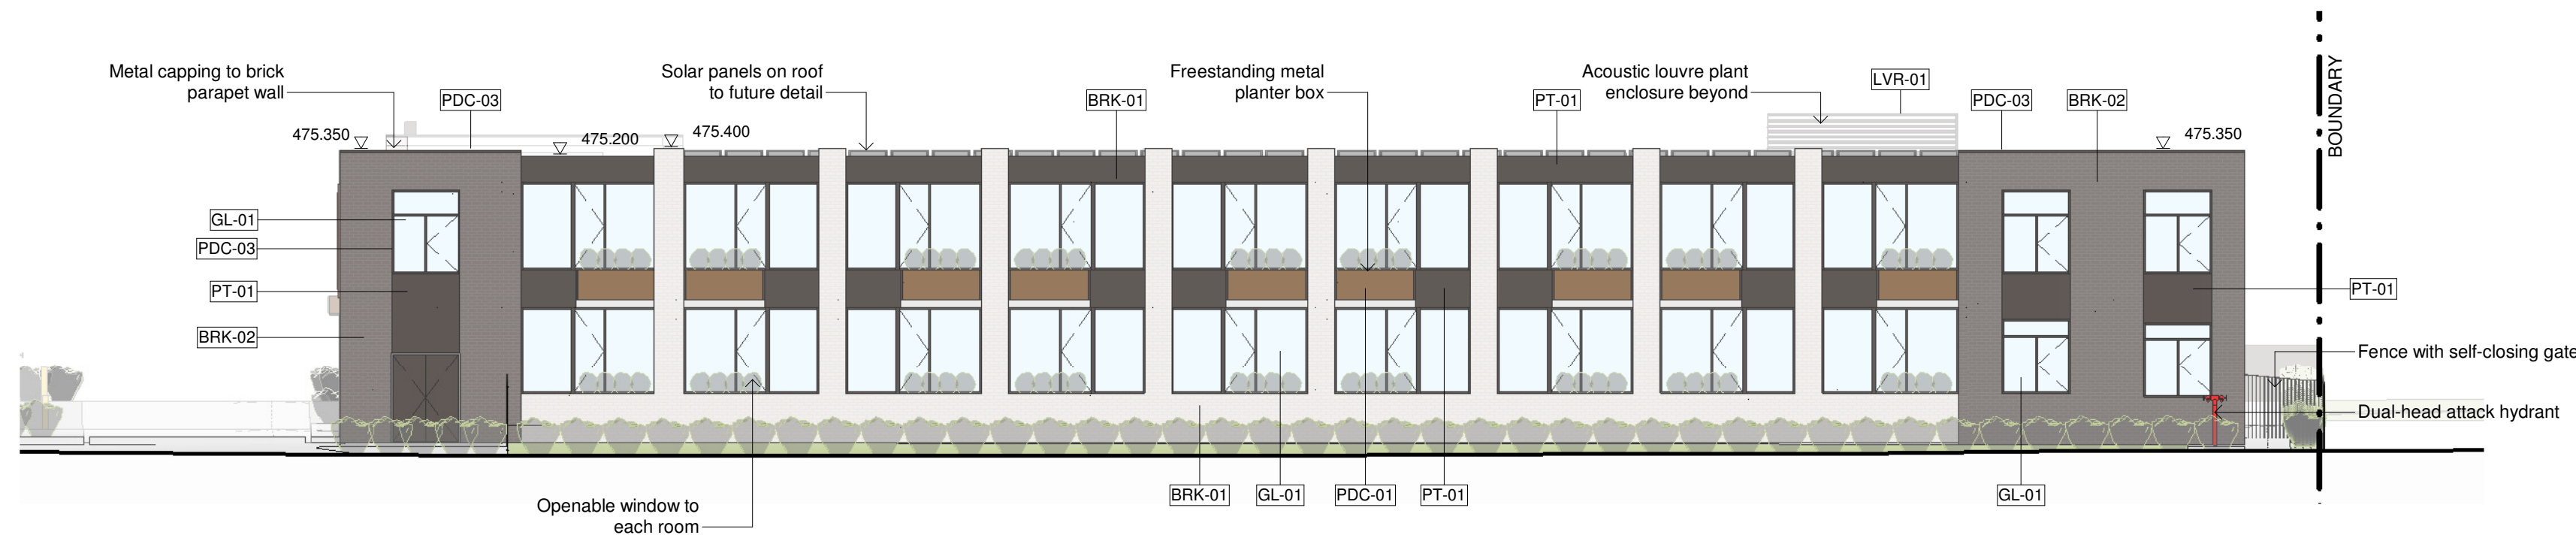 Metal capping to brick
parapet wall
PDC-03
Solar panels on roof
to future detail
BRK-01
Freestanding metal
planter box
PT-01
Acoustic louvre plant
enclosure beyond
LVR-01
PDC-03
BRK-02
BOUNDARY
475.350
475.200
475.400
475.350
GL-01
PDC-03
PT-01
BRK-02
PT-01
Fence with self-closing gate
Dual-head attack hydrant
Openable window to
each room
BRK-01
GL-01
PDC-01
PT-01
GL-01